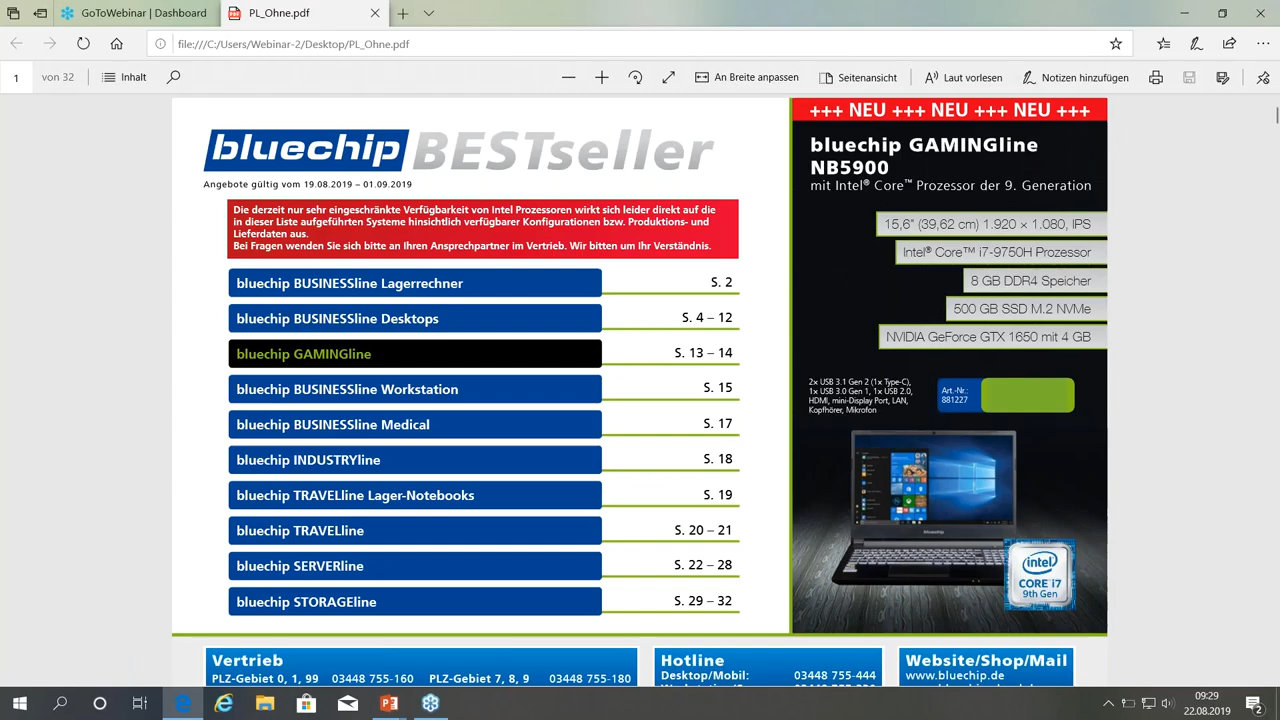 GoToWebinar | Dashboard
PL_Ohne.pdf
file:///C:/Users/Webinar-2/Desktop/PL_Ohne.pdf
1 von 32
Inhalt
An Breite anpassen
Seitenansicht
Laut vorlesen
Notizen hinzufügen
bluechip BESTseller
Angebote gültig vom 19.08.2019 – 01.09.2019
Die derzeit nur sehr eingeschränkte Verfügbarkeit von Intel Prozessoren wirkt sich leider direkt auf die
in dieser Liste aufgeführten Systeme hinsichtlich verfügbarer Konfigurationen bzw. Produktions- und
Lieferdaten aus.
Bei Fragen wenden Sie sich bitte an Ihren Ansprechpartner im Vertrieb. Wir bitten um Ihr Verständnis.
bluechip BUSINESSline Lagerrechner S. 2
bluechip BUSINESSline Desktops S. 4 – 12
bluechip GAMINGline S. 13 – 14
bluechip BUSINESSline Workstation S. 15
bluechip BUSINESSline Medical S. 17
bluechip INDUSTRYline S. 18
bluechip TRAVELline Lager-Notebooks S. 19
bluechip TRAVELline S. 20 – 21
bluechip SERVERline S. 22 – 28
bluechip STORAGEline S. 29 – 32
+++ NEU +++ NEU +++ NEU +++
bluechip GAMINGline
NB5900
mit Intel® Core™ Prozessor der 9. Generation
15,6" (39,62 cm) 1.920 × 1.080, IPS
Intel® Core™ i7-9750H Prozessor
8 GB DDR4 Speicher
500 GB SSD M.2 NVMe
NVIDIA GeForce GTX 1650 mit 4 GB
2× USB 3.1 Gen 2 (1× Type-C),
1× USB 3.0 Gen 1, 1× USB 2.0,
HDMI, mini-Display Port, LAN,
Kopfhörer, Mikrofon
Art.-Nr.:
881227
bluechip
intel
CORE i7
9th Gen
Vertrieb
PLZ-Gebiet 0, 1, 99 03448 755-160 PLZ-Gebiet 7, 8, 9 03448 755-180
Hotline
Desktop/Mobil: 03448 755-444
Website/Shop/Mail
www.bluechip.de
09:29
22.08.2019
2